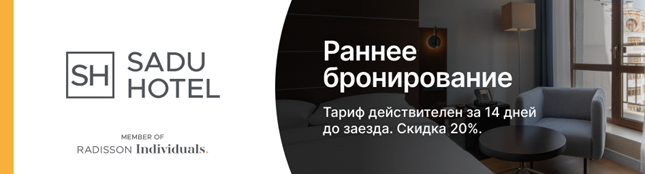 SH
SADU
HOTEL
MEMBER OF
RADISSON Individuals.
Раннее
бронирование
Тариф действителен за 14 дней
до заезда. Скидка 20%.